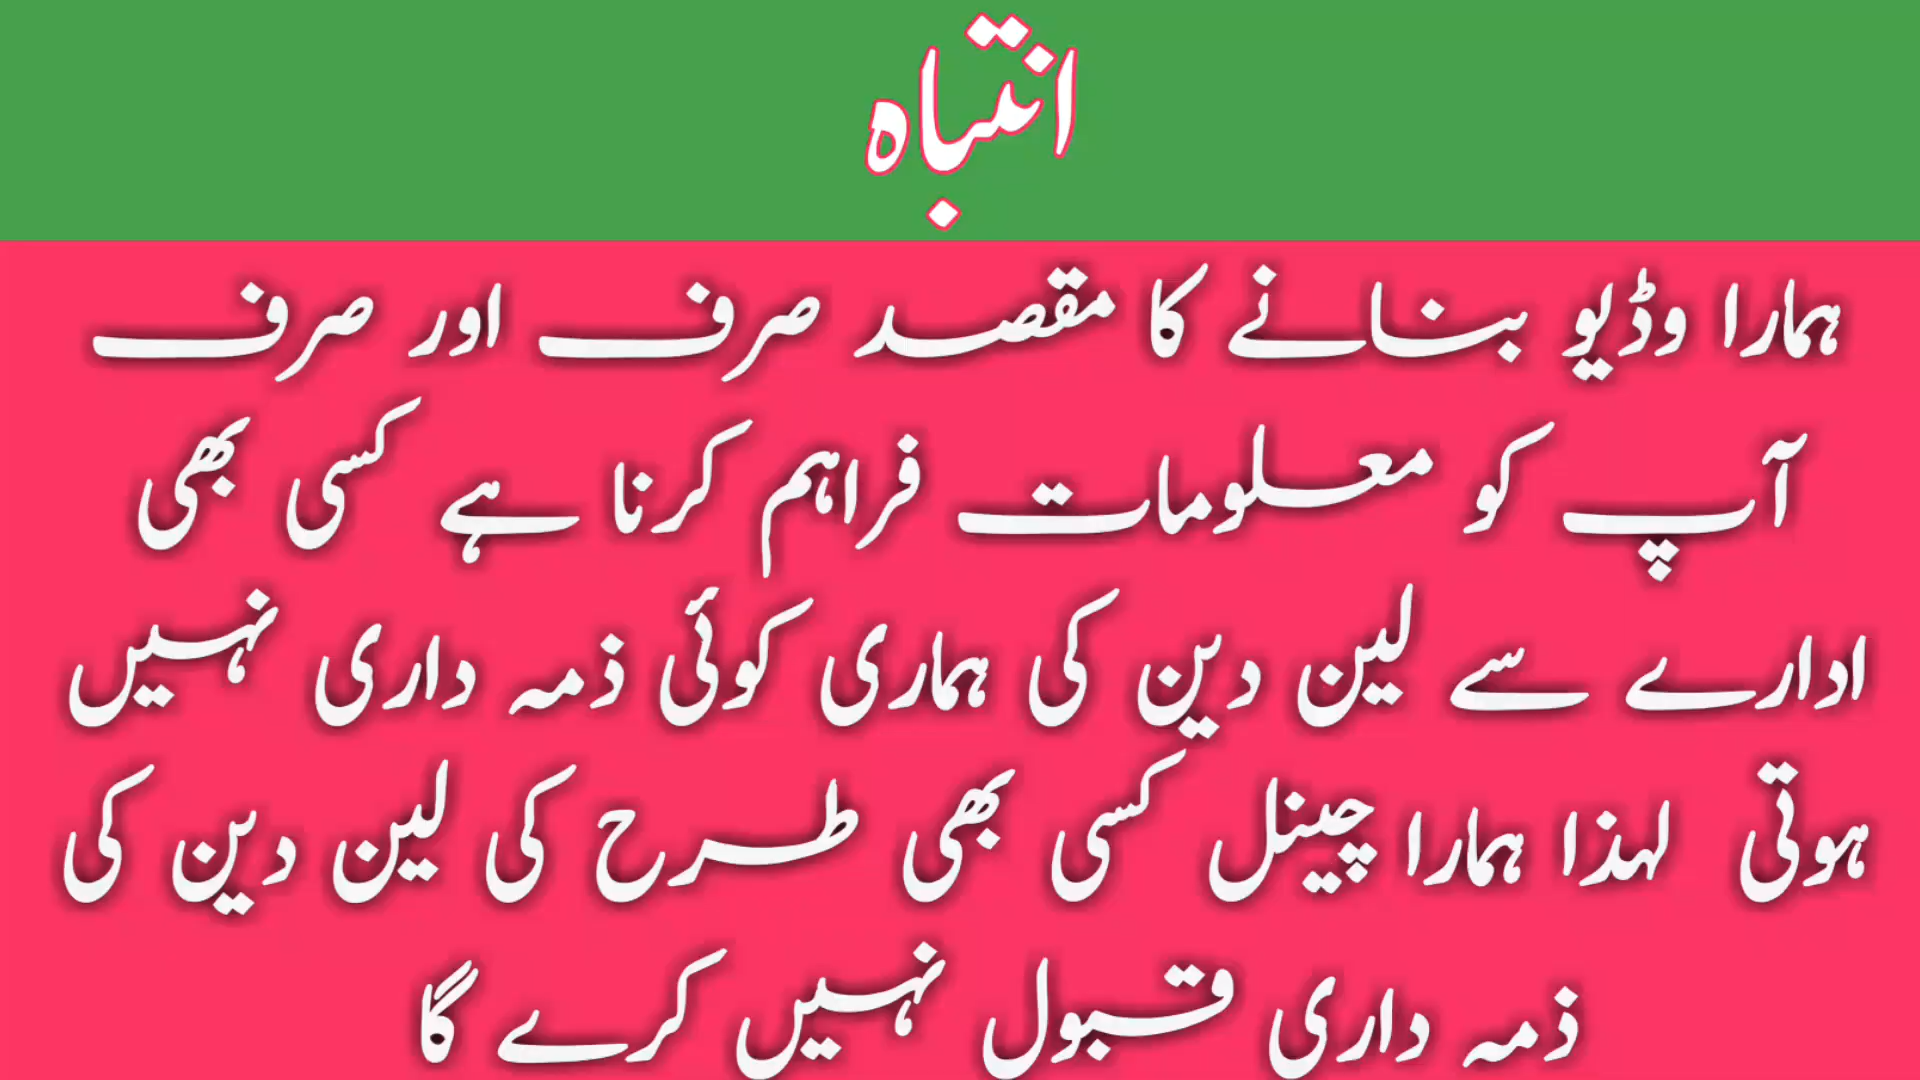 انتباہ
ہمارا وڈیو بنانے کا مقصد صرف اور صرف
آپ کو معلومات فراہم کرنا ہے کسی بھی
ادارے سے لین دین کی ہماری کوئی ذمہ داری نہیں
ہوتی لہذا ہمارا چینل کسی بھی طرح کی لین دین کی
ذمہ داری قبول نہیں کرے گا